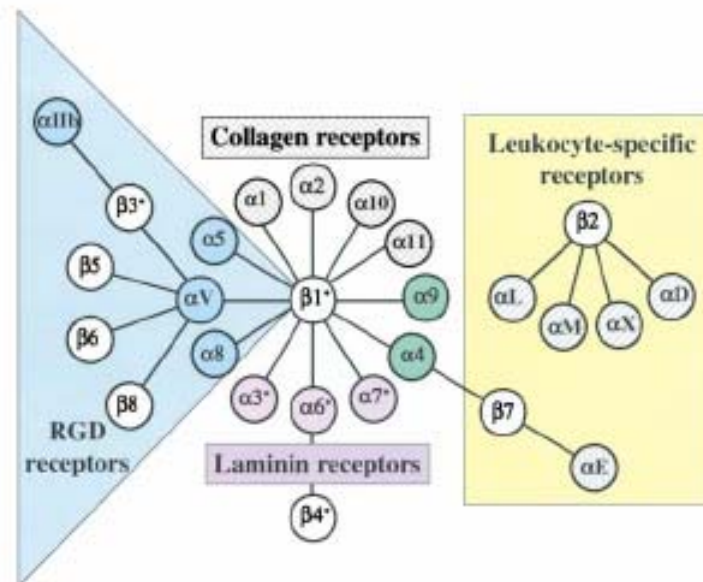 αIIb
Collagen receptors
Leukocyte-specific
receptors
β3*
α1
α2
α10
α5
α11
β2
β5
αV
β1*
α9
αL
αM
αX
αD
β6
α8
α4
β8
α3*
α6*
α7*
β7
RGD
receptors
Laminin receptors
αE
β4*